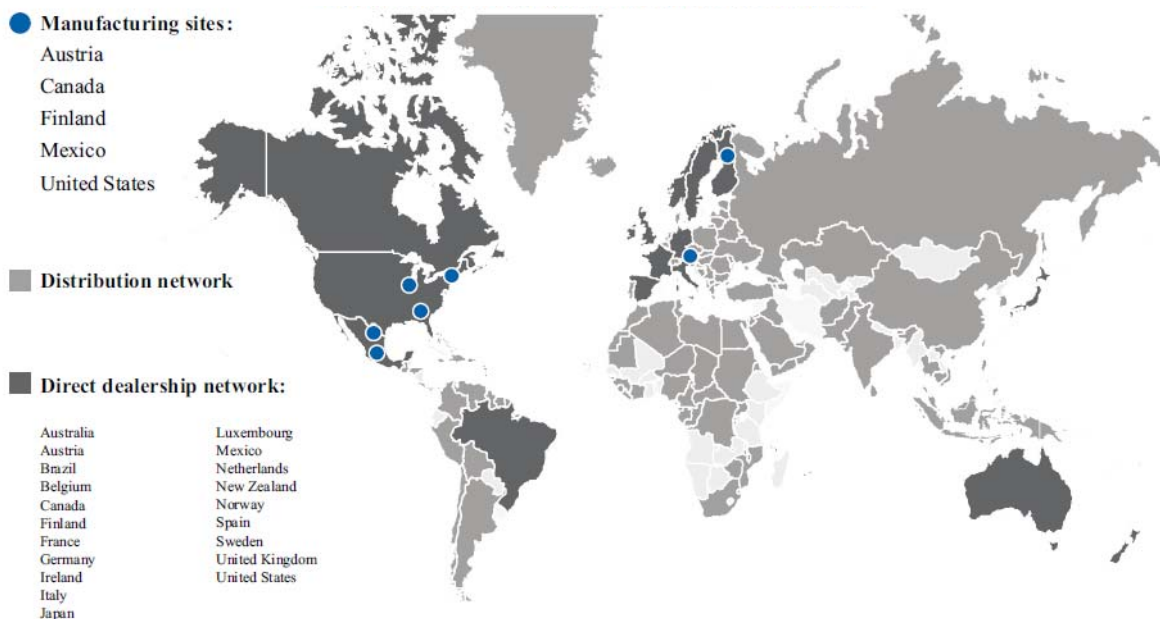 Manufacturing sites:
Austria
Canada
Finland
Mexico
United States
Distribution network
Direct dealership network:
Australia
Austria
Brazil
Belgium
Canada
Finland
France
Germany
Ireland
Italy
Japan
Luxembourg
Mexico
Netherlands
New Zealand
Norway
Spain
Sweden
United Kingdom
United States